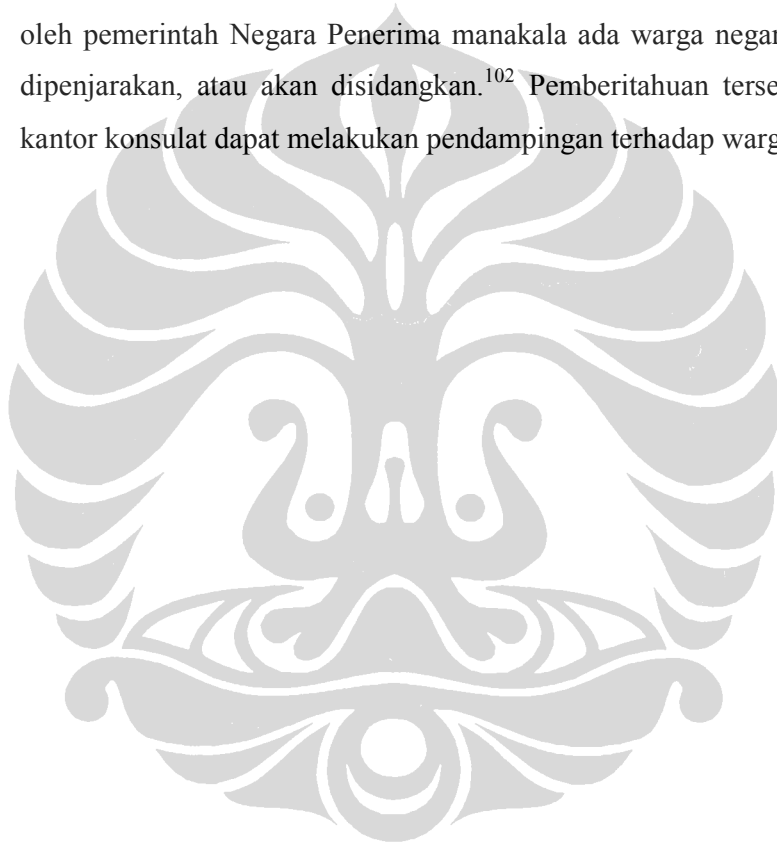 oleh pemerintah Negara Penerima manakala ada warga negar
dipenjarakan, atau akan disidangkan.102 Pemberitahuan terse
kantor konsulat dapat melakukan pendampingan terhadap warg